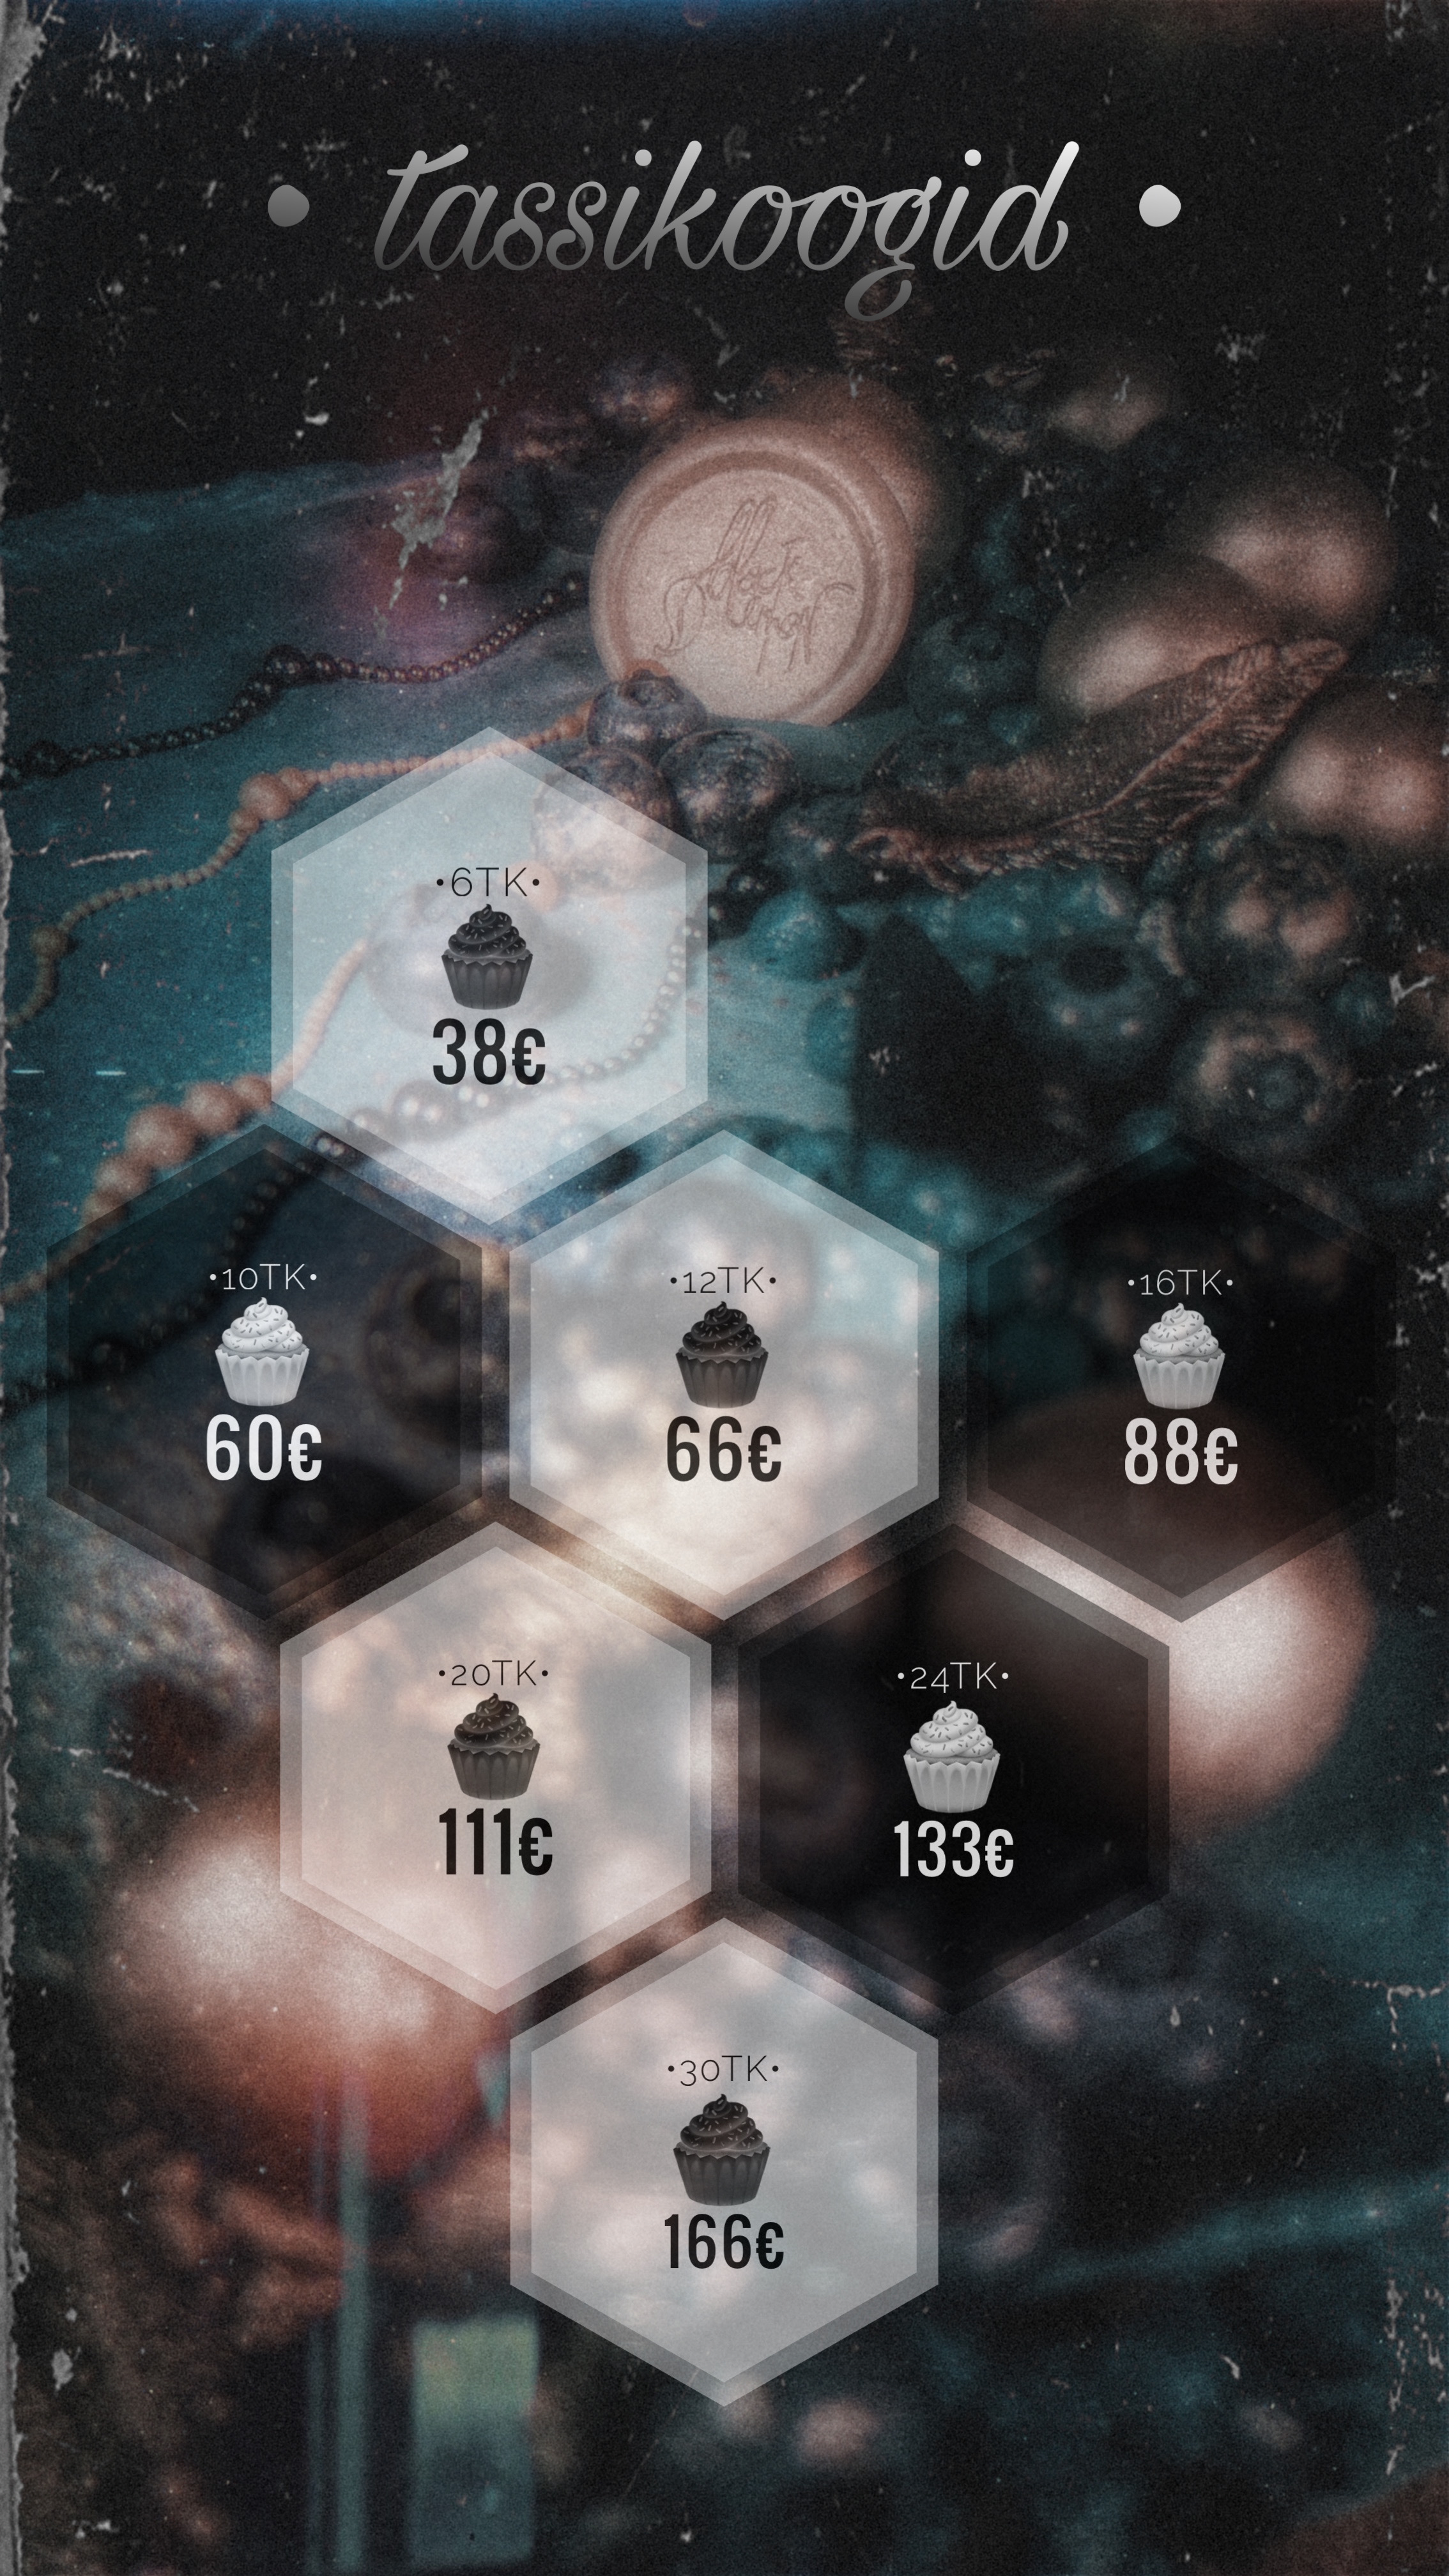 • tassikoogid •
•6TK•
38€
•10TK•
60€
•12TK•
66€
•16TK•
88€
•20TK•
111€
•24TK•
133€
•30TK•
166€